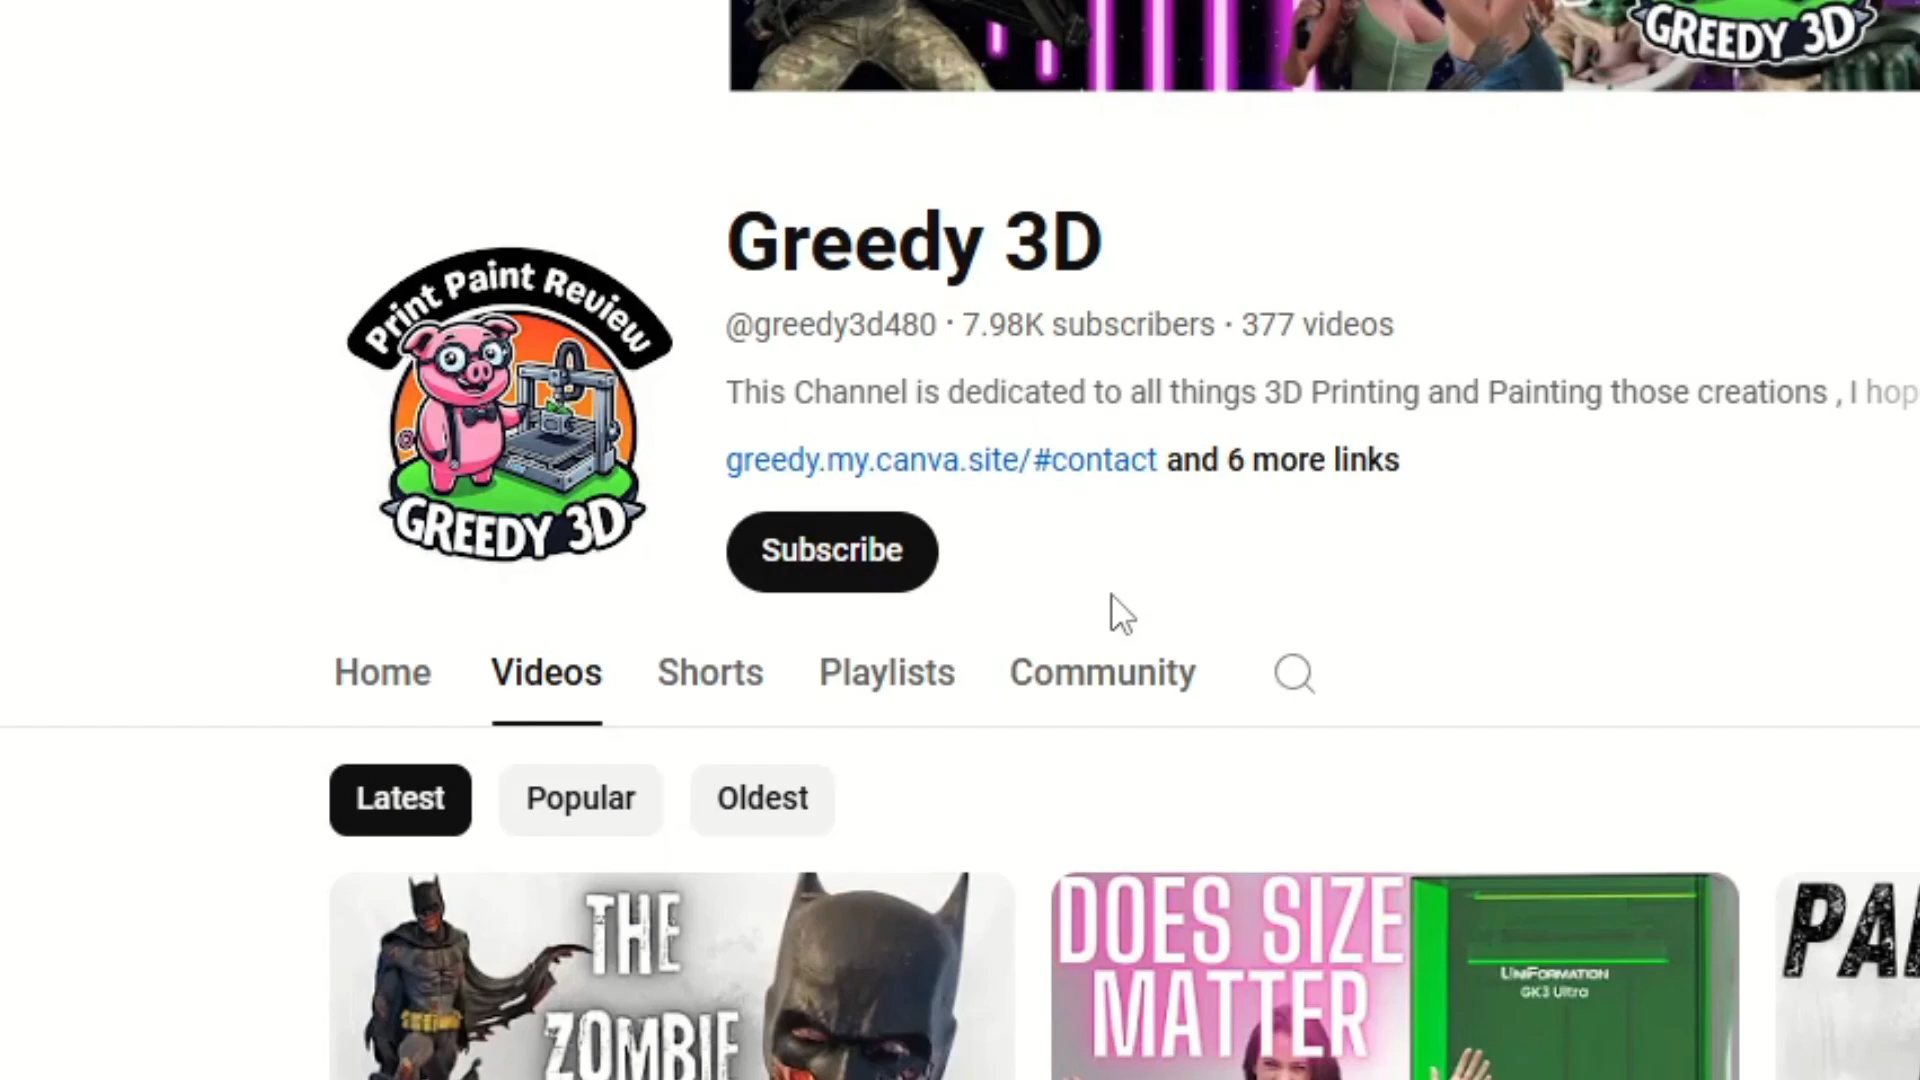 GREEDY 3D
Greedy 3D
@greedy3d480 · 7.98K subscribers · 377 videos
This Channel is dedicated to all things 3D Printing and Painting those creations , I hop
greedy.my.canva.site/#contact and 6 more links
Subscribe
Print Paint Review
GREEDY 3D
Home Videos Shorts Playlists Community
Latest Popular Oldest
THE
ZOMBIE
DOES SIZE
MATTER
UNIFORMATION
GK3 Ultra
PA